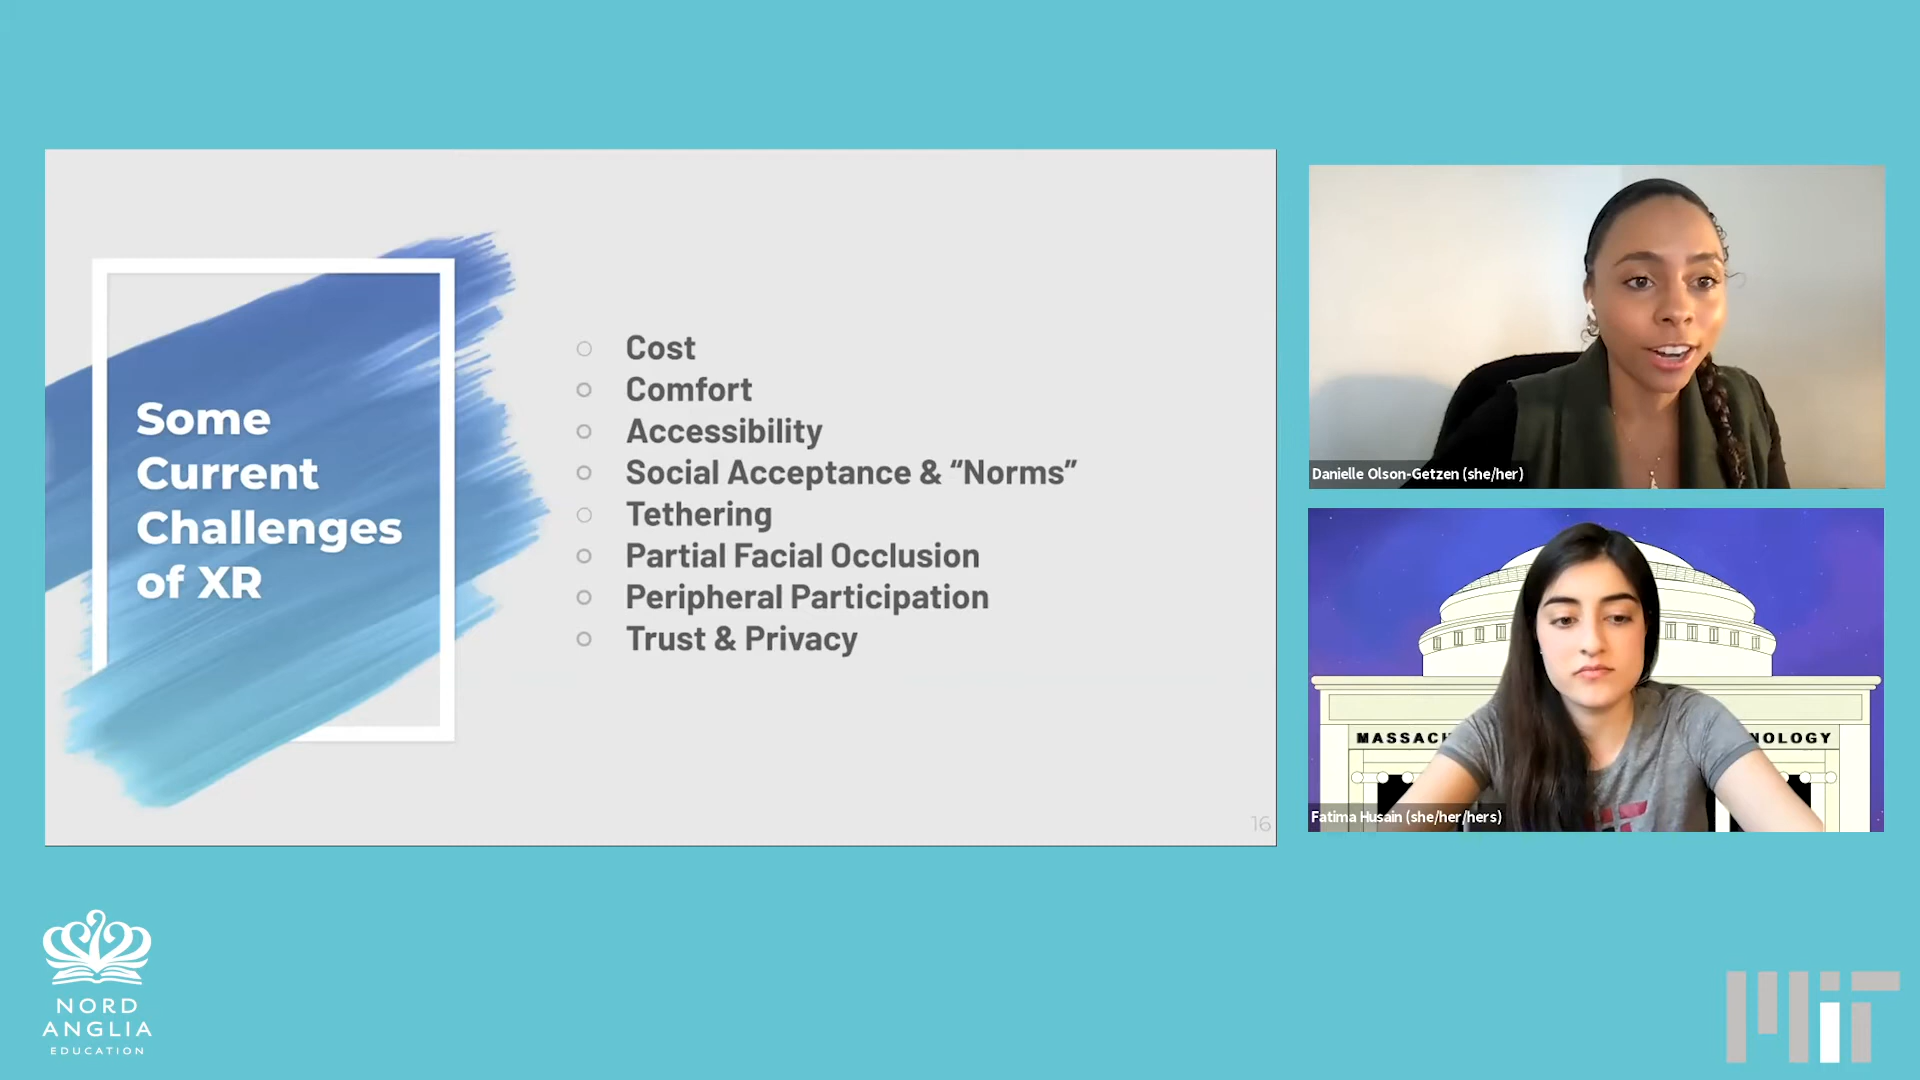 Some
Current
Challenges
of XR
Cost
Comfort
Accessibility
Social Acceptance & “Norms”
Tethering
Partial Facial Occlusion
Peripheral Participation
Trust & Privacy
16
Danielle Olson-Getzen (she/her)
MASSACH
NOLOGY
Fatima Husain (she/her/hers)
NORD
ANGLIA
EDUCATION
MIT